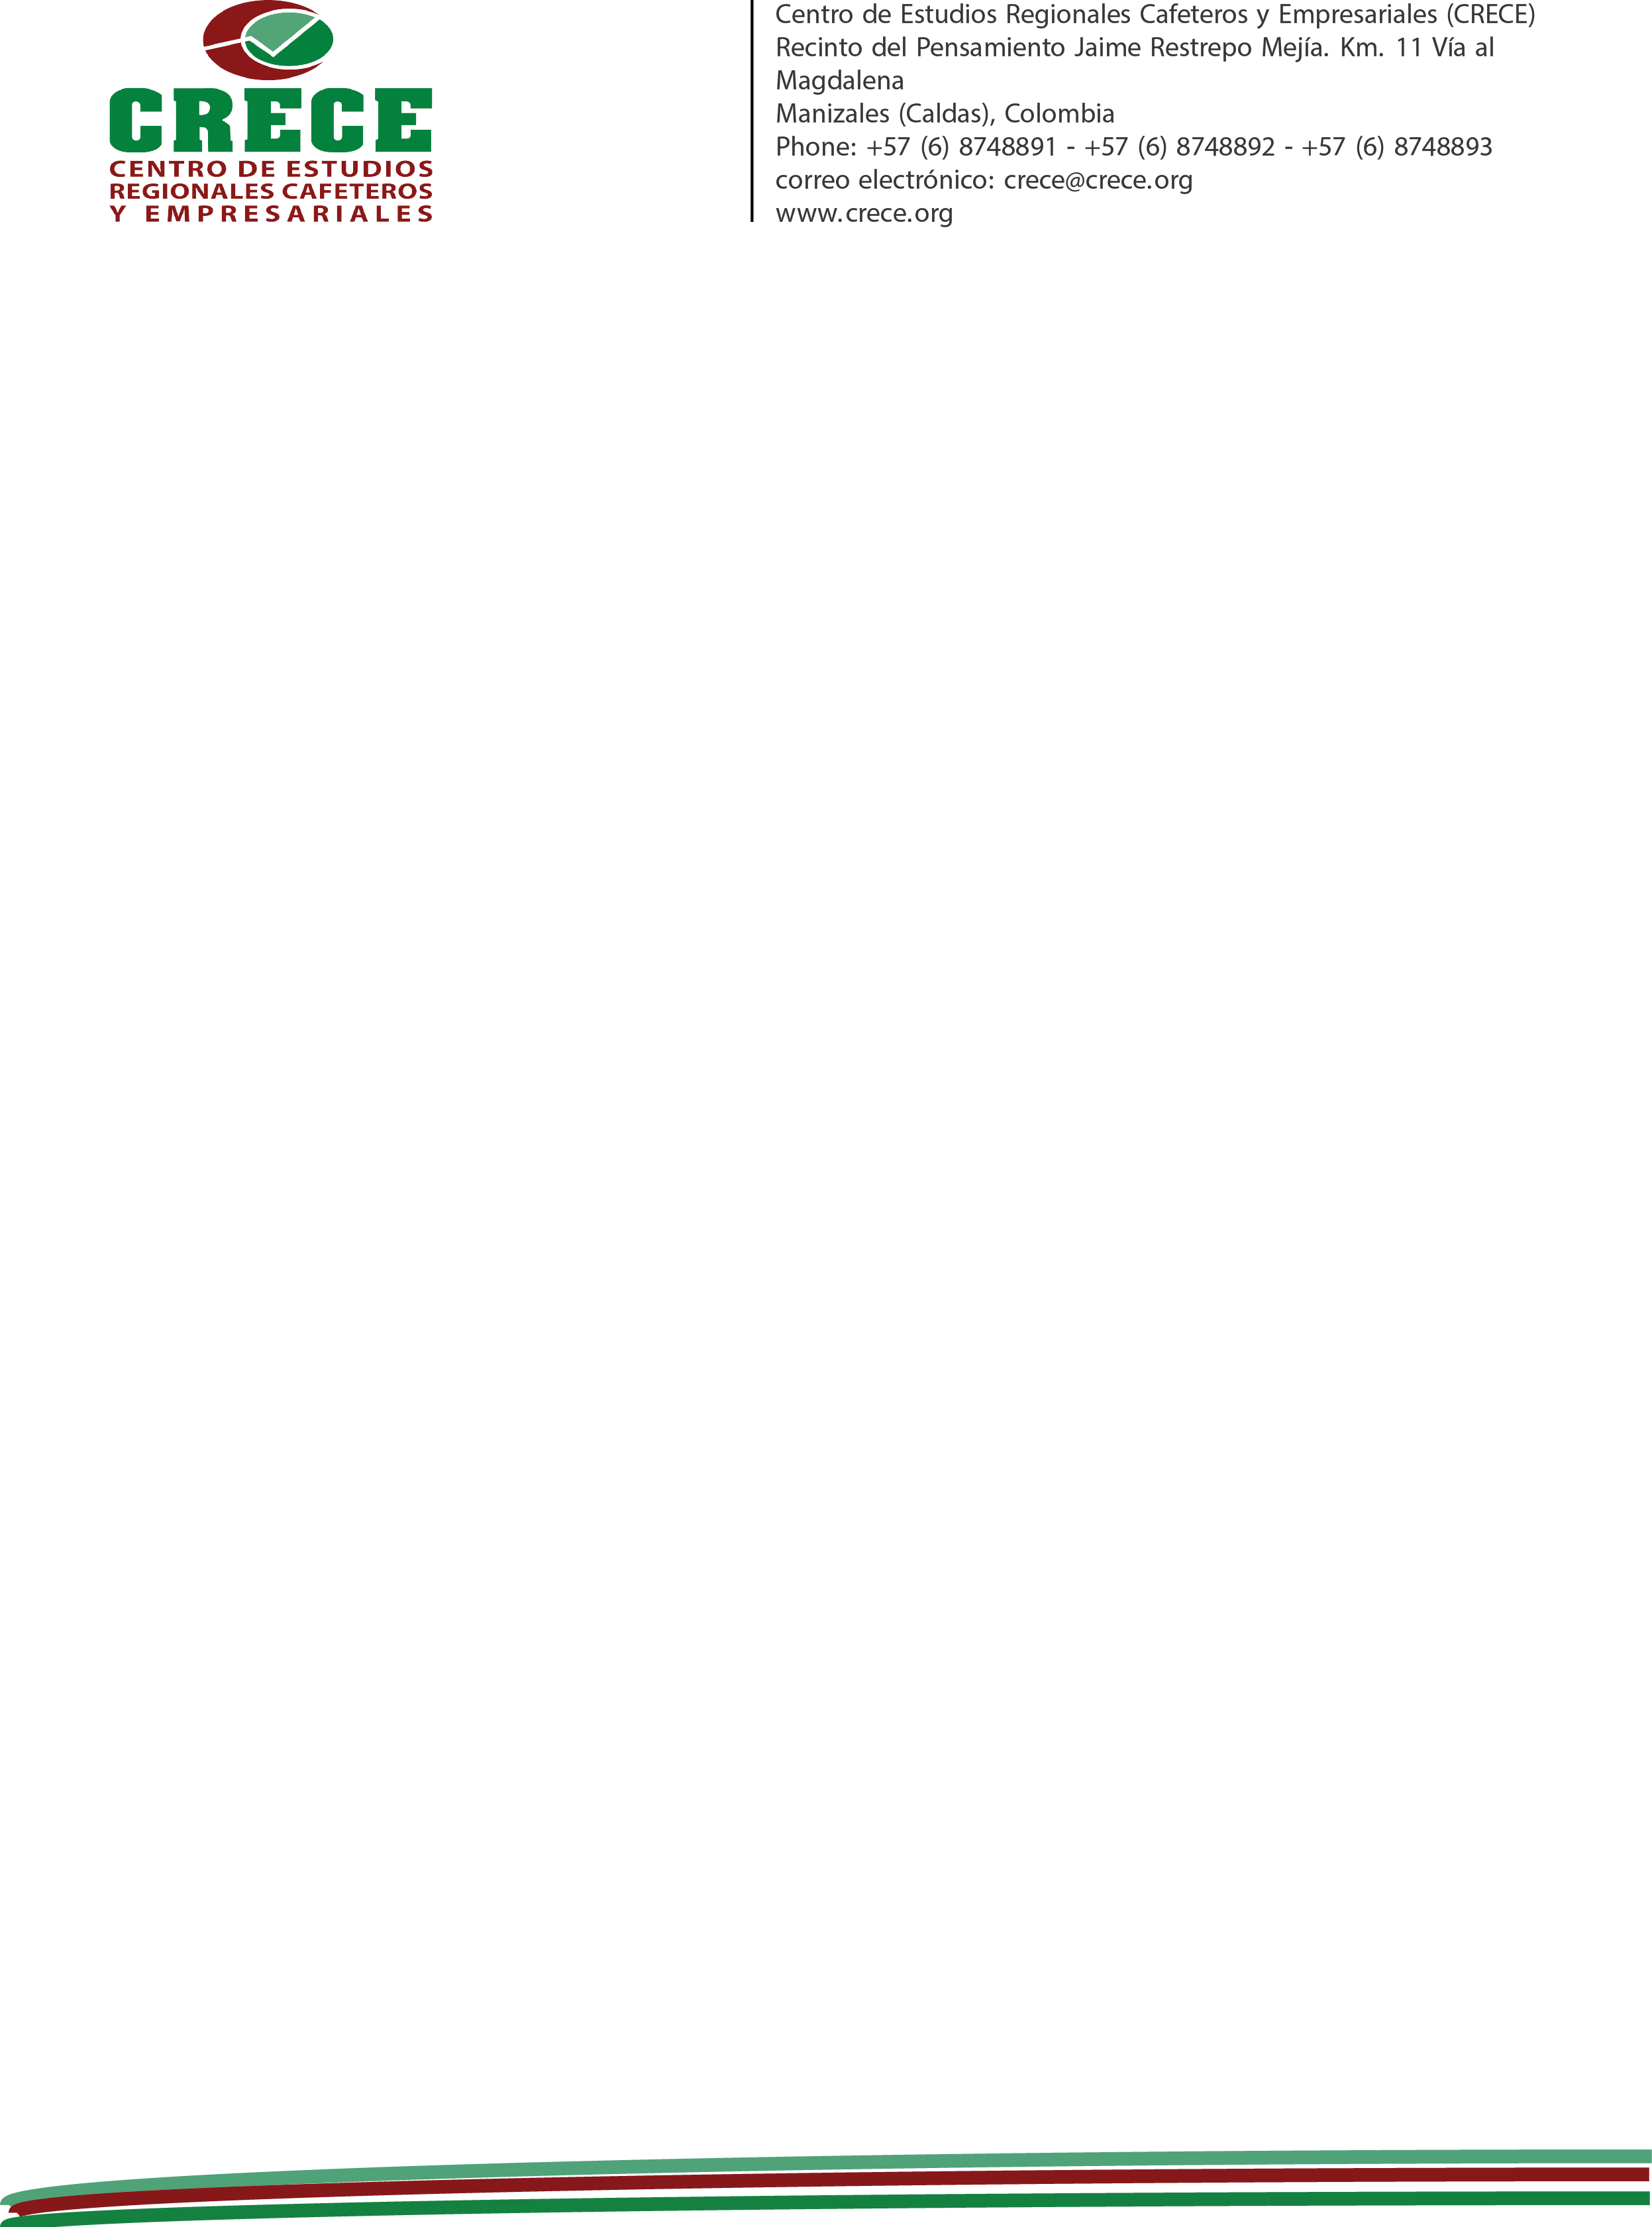 CRECE
CENTRO DE ESTUDIOS
REGIONALES CAFETEROS
Y EMPRESARIALES
Centro de Estudios Regionales Cafeteros y Empresariales (CRECE)
Recinto del Pensamiento Jaime Restrepo Mejía. Km. 11 Vía al
Magdalena
Manizales (Caldas), Colombia
Phone: +57 (6) 8748891 - +57 (6) 8748892 - +57 (6) 8748893
correo electrónico: crece@crece.org
www.crece.org